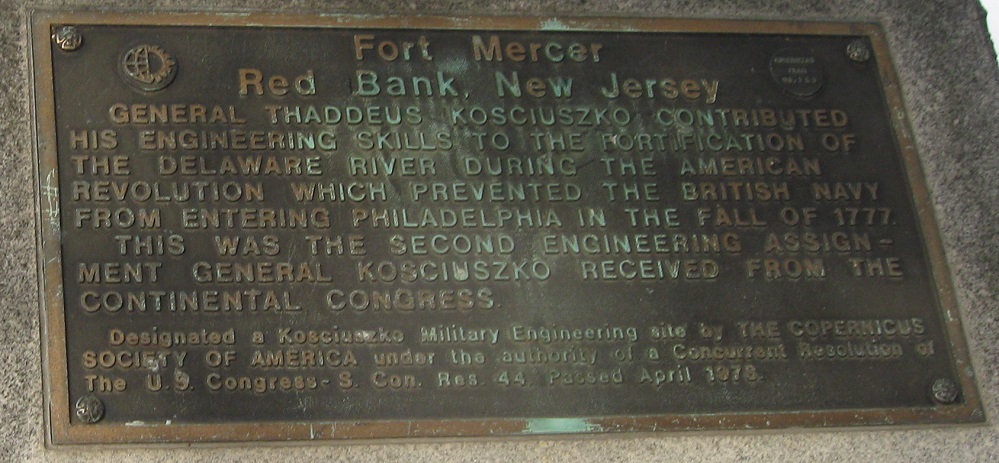 Fort Mercer
Red Bank, New Jersey
GENERAL THADDEUS KOSCIUSZKO CONTRIBUTED
HIS ENGINEERING SKILLS TO THE FORTIFICATION OF
THE DELAWARE RIVER DURING THE AMERICAN
REVOLUTION WHICH PREVENTED THE BRITISH NAVY
FROM ENTERING PHILADELPHIA IN THE FALL OF 1777.
THIS WAS THE SECOND ENGINEERING ASSIGN-
MENT GENERAL KOSCIUSZKO RECEIVED FROM THE
CONTINENTAL CONGRESS.
Designated a Kosciuszko Military Engineering site by THE COPERNICUS
SOCIETY OF AMERICA under the authority of a Concurrent Resolution of
The U.S. Congress- S. Con. Res. 44 Passed April